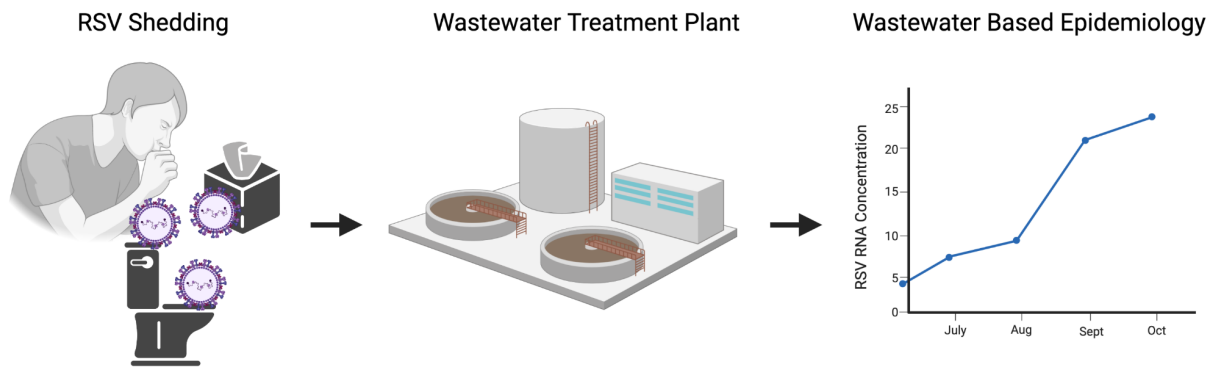 RSV Shedding
Wastewater Treatment Plant
Wastewater Based Epidemiology
RSV RNA Concentration
25
20
15
10
5
0
July
Aug
Sept
Oct